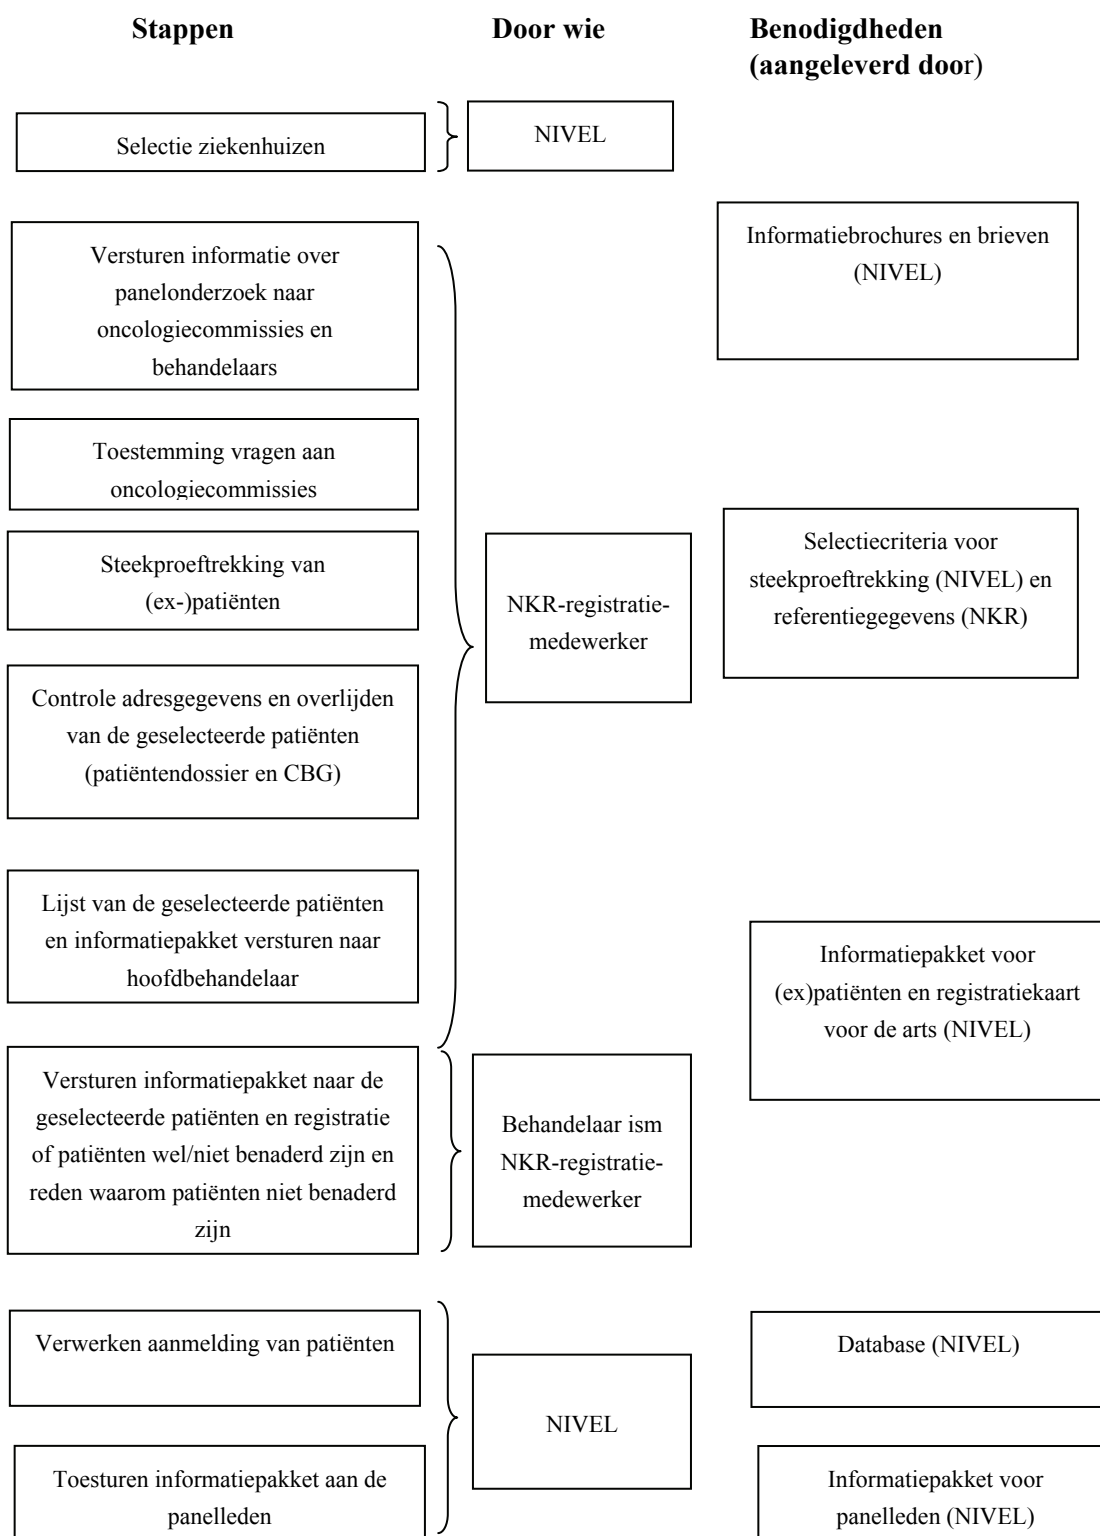 Stappen
Door wie
Benodigdheden
(aangeleverd door)
Selectie ziekenhuizen
NIVEL
Versturen informatie over
panelonderzoek naar
oncologiecommissies en
behandelaars
Informatiebrochures en brieven
(NIVEL)
Toestemming vragen aan
oncologiecommissies
Steekproeftrekking van
(ex-)patiënten
NKR-registratie-
medewerker
Selectiecriteria voor
steekproeftrekking (NIVEL) en
referentiegegevens (NKR)
Controle adresgegevens en overlijden
van de geselecteerde patiënten
(patiëntendossier en CBG)
Lijst van de geselecteerde patiënten
en informatiepakket versturen naar
hoofdbehandelaar
Informatiepakket voor
(ex)patiënten en registratiekaart
voor de arts (NIVEL)
Versturen informatiepakket naar de
geselecteerde patiënten en registratie
of patiënten wel/niet benaderd zijn en
reden waarom patiënten niet benaderd
zijn
Behandelaar ism
NKR-registratie-
medewerker
Verwerken aanmelding van patiënten
NIVEL
Database (NIVEL)
Toesturen informatiepakket aan de
panelleden
Informatiepakket voor
panelleden (NIVEL)